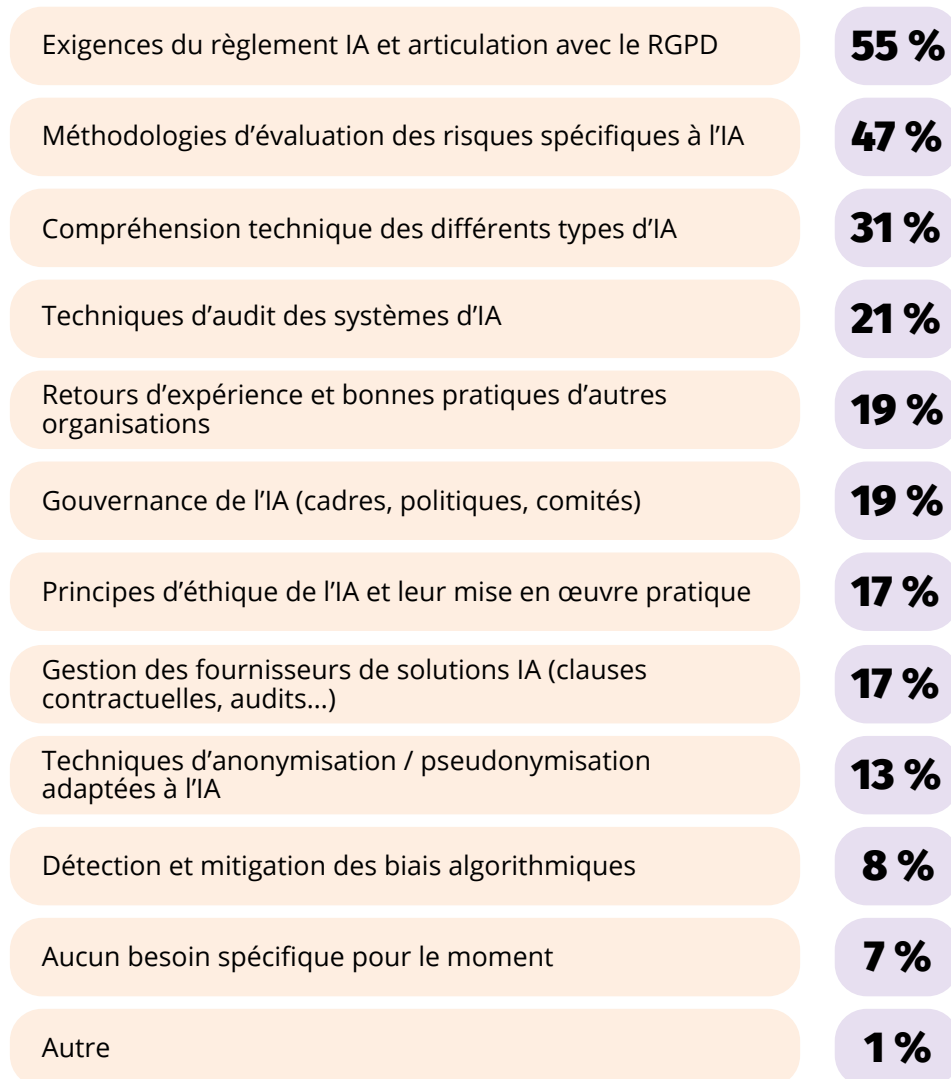 Exigences du règlement IA et articulation avec le RGPD
55 %
Méthodologies d’évaluation des risques spécifiques à l’IA
47 %
Compréhension technique des différents types d’IA
31 %
Techniques d’audit des systèmes d’IA
21 %
Retours d’expérience et bonnes pratiques d’autres
organisations
19 %
Gouvernance de l’IA (cadres, politiques, comités)
19 %
Principes d’éthique de l’IA et leur mise en œuvre pratique
17 %
Gestion des fournisseurs de solutions IA (clauses
contractuelles, audits...)
17 %
Techniques d’anonymisation / pseudonymisation
adaptées à l’IA
13 %
Détection et mitigation des biais algorithmiques
8 %
Aucun besoin spécifique pour le moment
7 %
Autre
1 %